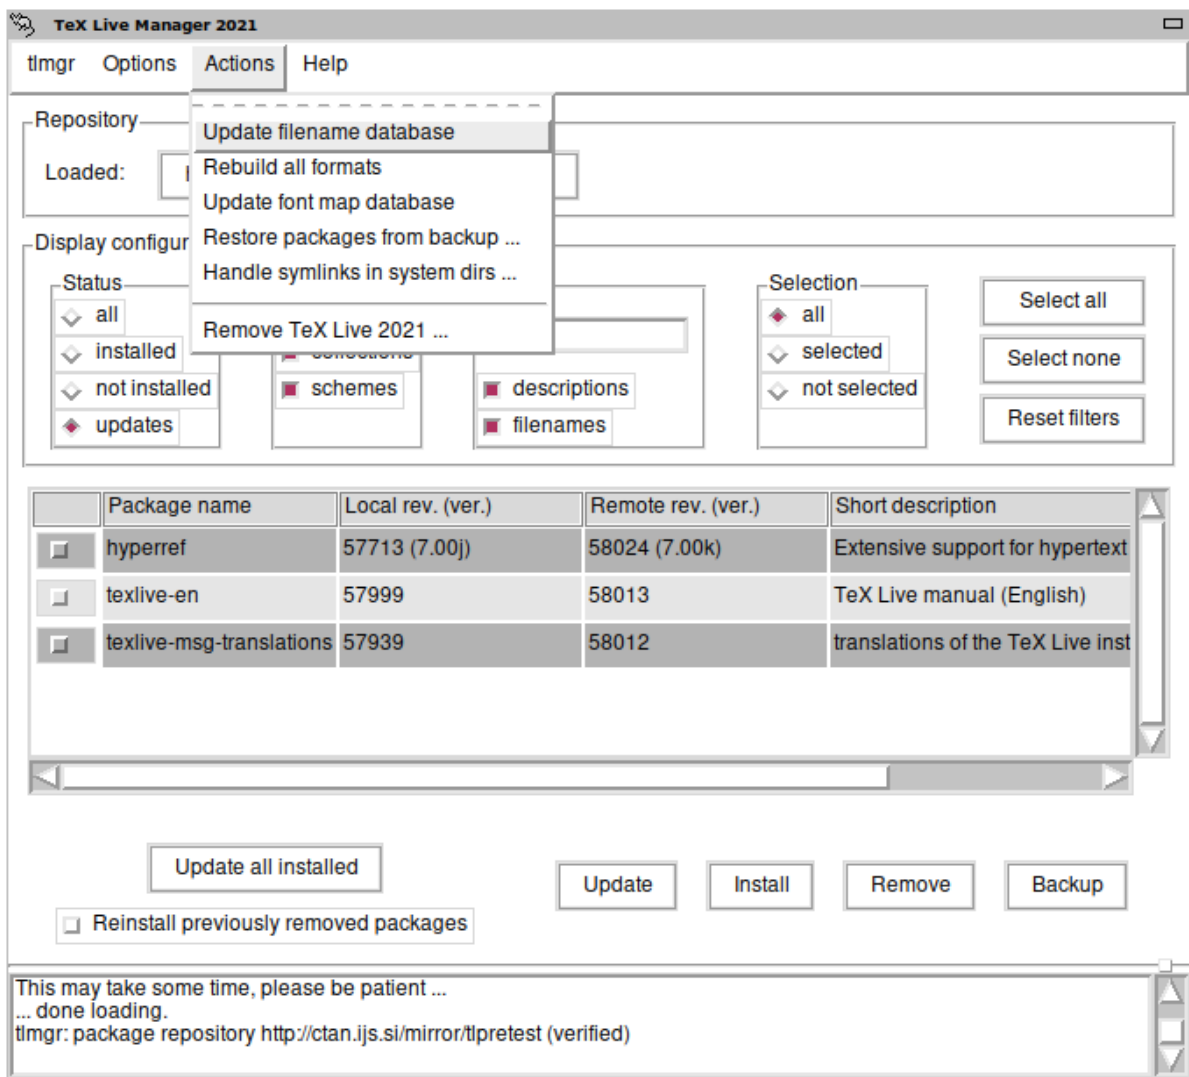 TeX Live Manager 2021
tlmgr Options Actions Help
Repository
Loaded:
Update filename database
Rebuild all formats
Update font map database
Restore packages from backup ...
Handle symlinks in system dirs ...
Remove TeX Live 2021 ...
Display configur
Status
all
installed
not installed
updates
collections
schemes
descriptions
filenames
Selection
all
selected
not selected
Select all
Select none
Reset filters
Package name Local rev. (ver.) Remote rev. (ver.) Short description
hyperref 57713 (7.00j) 58024 (7.00k) Extensive support for hypertext
texlive-en 57999 58013 TeX Live manual (English)
texlive-msg-translations 57939 58012 translations of the TeX Live inst
Update all installed
Reinstall previously removed packages
Update Install Remove Backup
This may take some time, please be patient ...
... done loading.
tlmgr: package repository http://ctan.ijs.si/mirror/tlpretest (verified)